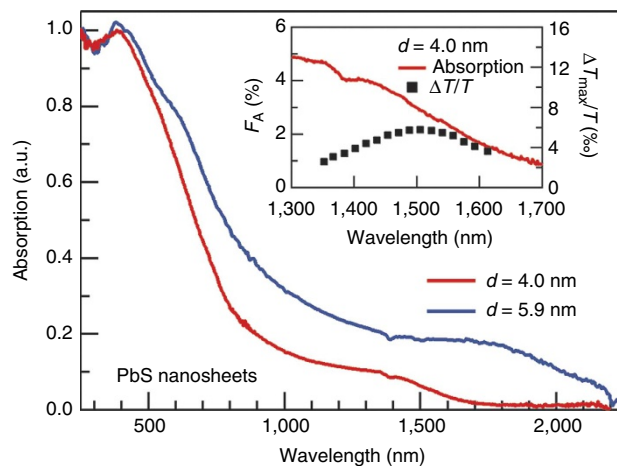 Absorption (a.u.)
1.0
0.8
0.6
0.4
0.2
0.0
500
1,000
1,500
2,000
Wavelength (nm)
PbS nanosheets
d = 4.0 nm
d = 5.9 nm
F_A (%)
6
4
2
0
d = 4.0 nm
Absorption
ΔT/T
16
12
8
4
0
ΔT_max/T (‰)
1,300
1,400
1,500
1,600
1,700
Wavelength (nm)